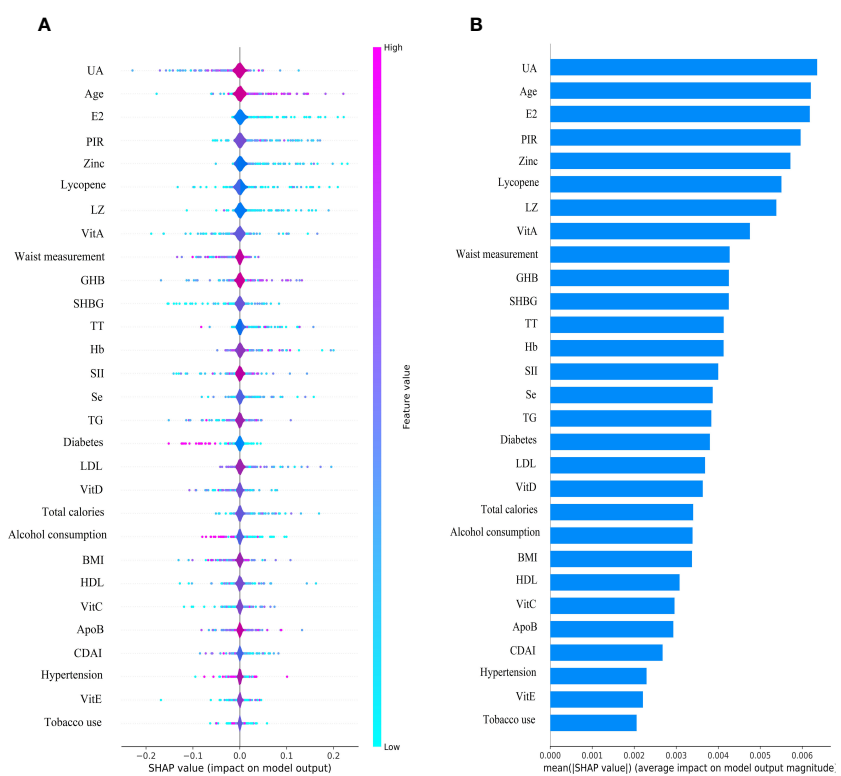 A
UA
Age
E2
PIR
Zinc
Lycopene
LZ
VitA
Waist measurement
GHB
SHBG
TT
Hb
SII
Se
TG
Diabetes
LDL
VitD
Total calories
Alcohol consumption
BMI
HDL
VitC
ApoB
CDAI
Hypertension
VitE
Tobacco use
−0.2 −0.1 0.0 0.1 0.2
SHAP value (impact on model output)
High
Feature value
Low
B
UA
Age
E2
PIR
Zinc
Lycopene
LZ
VitA
Waist measurement
GHB
SHBG
TT
Hb
SII
Se
TG
Diabetes
LDL
VitD
Total calories
Alcohol consumption
BMI
HDL
VitC
ApoB
CDAI
Hypertension
VitE
Tobacco use
0.000 0.001 0.002 0.003 0.004 0.005 0.006
mean(|SHAP value|) (average impact on model output magnitude)